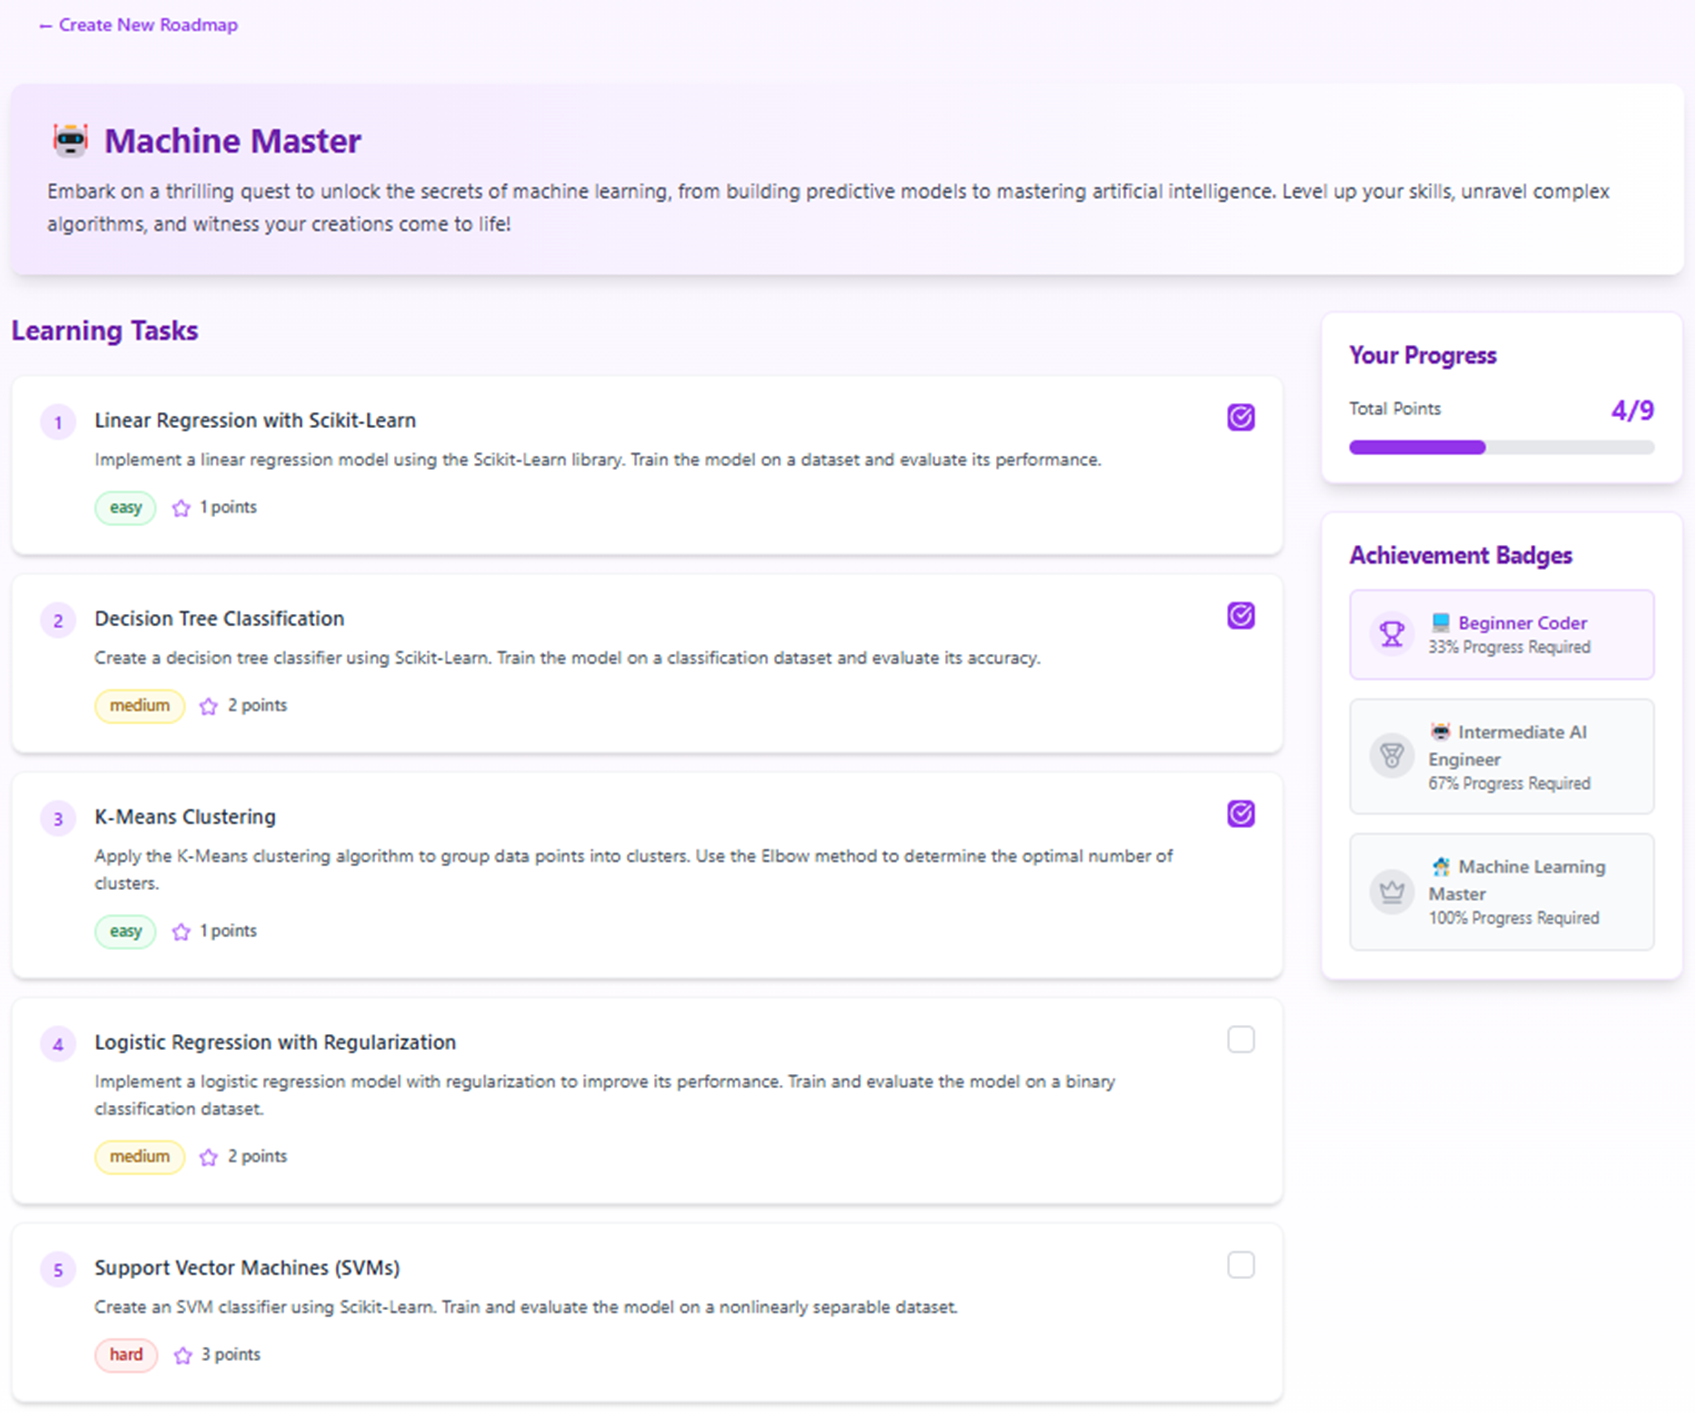 ← Create New Roadmap
Machine Master
Embark on a thrilling quest to unlock the secrets of machine learning, from building predictive models to mastering artificial intelligence. Level up your skills, unravel complex
algorithms, and witness your creations come to life!
Learning Tasks
1
Linear Regression with Scikit-Learn
Implement a linear regression model using the Scikit-Learn library. Train the model on a dataset and evaluate its performance.
easy
1 points
2
Decision Tree Classification
Create a decision tree classifier using Scikit-Learn. Train the model on a classification dataset and evaluate its accuracy.
medium
2 points
3
K-Means Clustering
Apply the K-Means clustering algorithm to group data points into clusters. Use the Elbow method to determine the optimal number of
clusters.
easy
1 points
4
Logistic Regression with Regularization
Implement a logistic regression model with regularization to improve its performance. Train and evaluate the model on a binary
classification dataset.
medium
2 points
5
Support Vector Machines (SVMs)
Create an SVM classifier using Scikit-Learn. Train and evaluate the model on a nonlinearly separable dataset.
hard
3 points
Your Progress
Total Points
4/9
Achievement Badges
Beginner Coder
33% Progress Required
Intermediate AI
Engineer
67% Progress Required
Machine Learning
Master
100% Progress Required